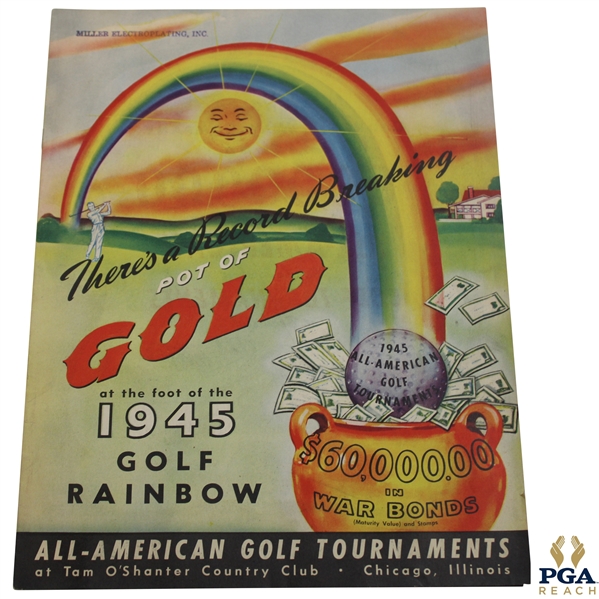 MILLER ELECTROPLATING, INC.
There's a Record Breaking
POT OF
GOLD
at the foot of the
1945
GOLF
RAINBOW
1945
ALL-AMERICAN
GOLF
TOURNAMENTS
$60,000.00
IN
WAR BONDS
(Maturity Value) and Stamps
ALL-AMERICAN GOLF TOURNAMENTS
at Tam O'Shanter Country Club · Chicago, Illinois
PGA
REACH